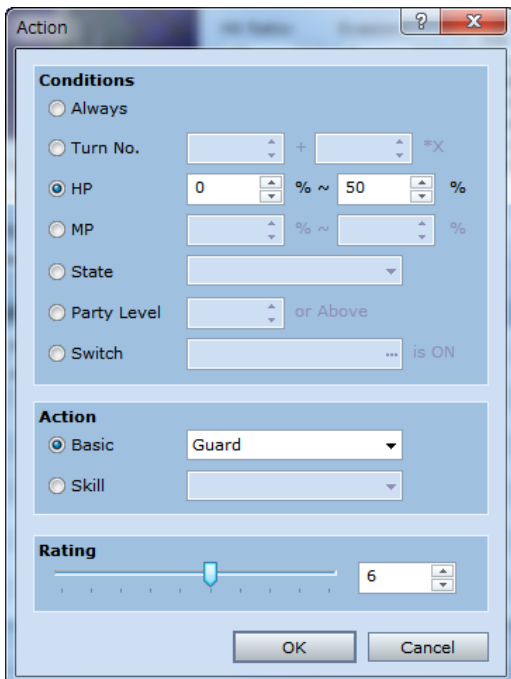 Action
?
Conditions
Always
Turn No. + *X
HP 0 % ~ 50 %
MP % ~ %
State
Party Level or Above
Switch ... is ON
Action
Basic Guard
Skill
Rating
6
OK Cancel